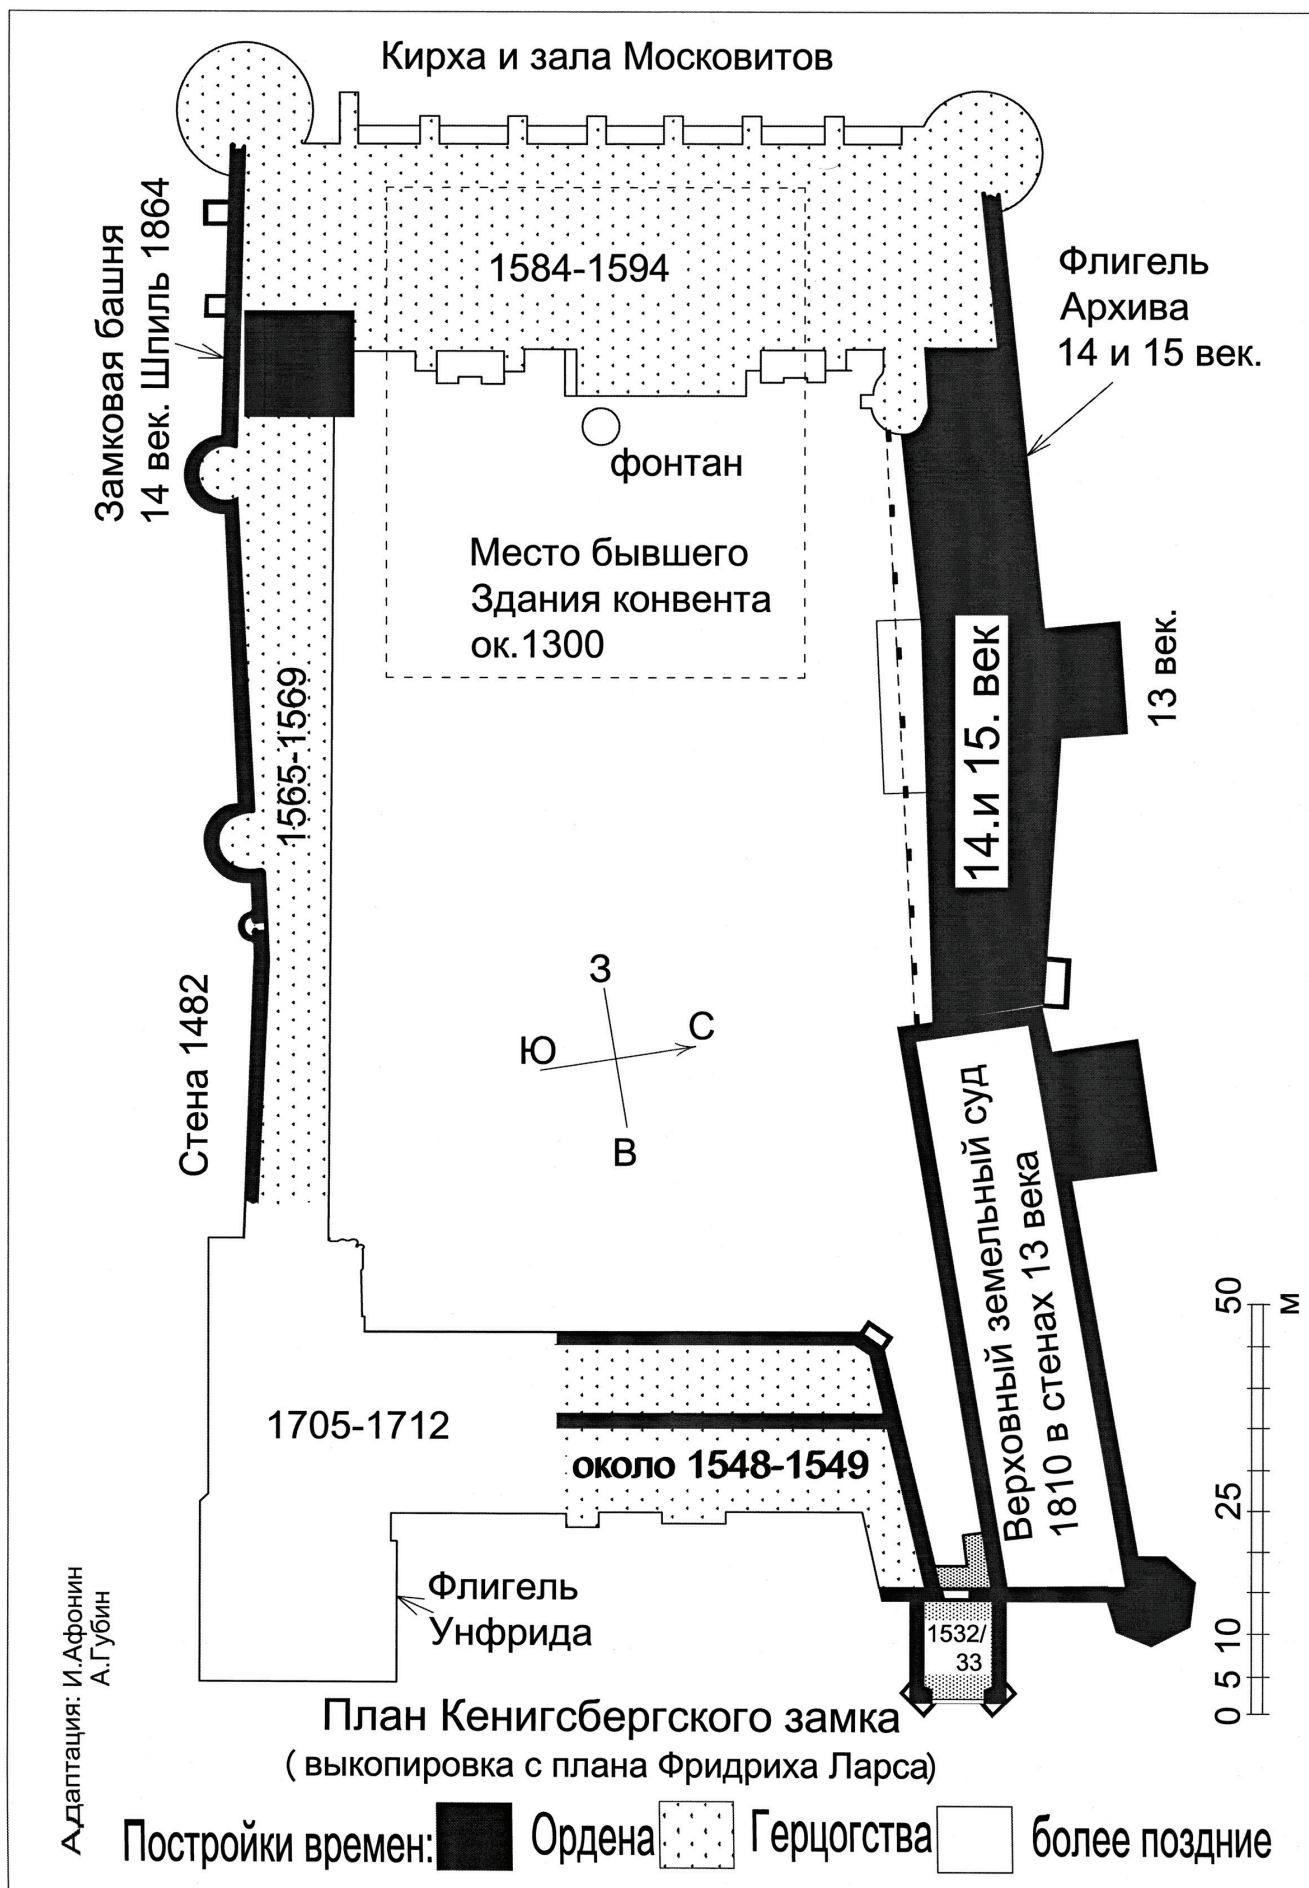 Кирха и зала Московитов
Замковая башня
14 век. Шпиль 1864
1584-1594
Флигель
Архива
14 и 15 век.
фонтан
Место бывшего
Здания конвента
ок.1300
1565-1569
14.и 15. век
13 век.
Стена 1482
З
Ю
С
В
Верховный земельный суд
1810 в стенах 13 века
1705-1712
около 1548-1549
Флигель
Унфрида
1532/
33
0 5 10 25 50
м
Адаптация: И.Афонин
А.Губин
План Кенигсбергского замка
(выкопировка с плана Фридриха Ларса)
Постройки времен: Ордена Герцогства более поздние